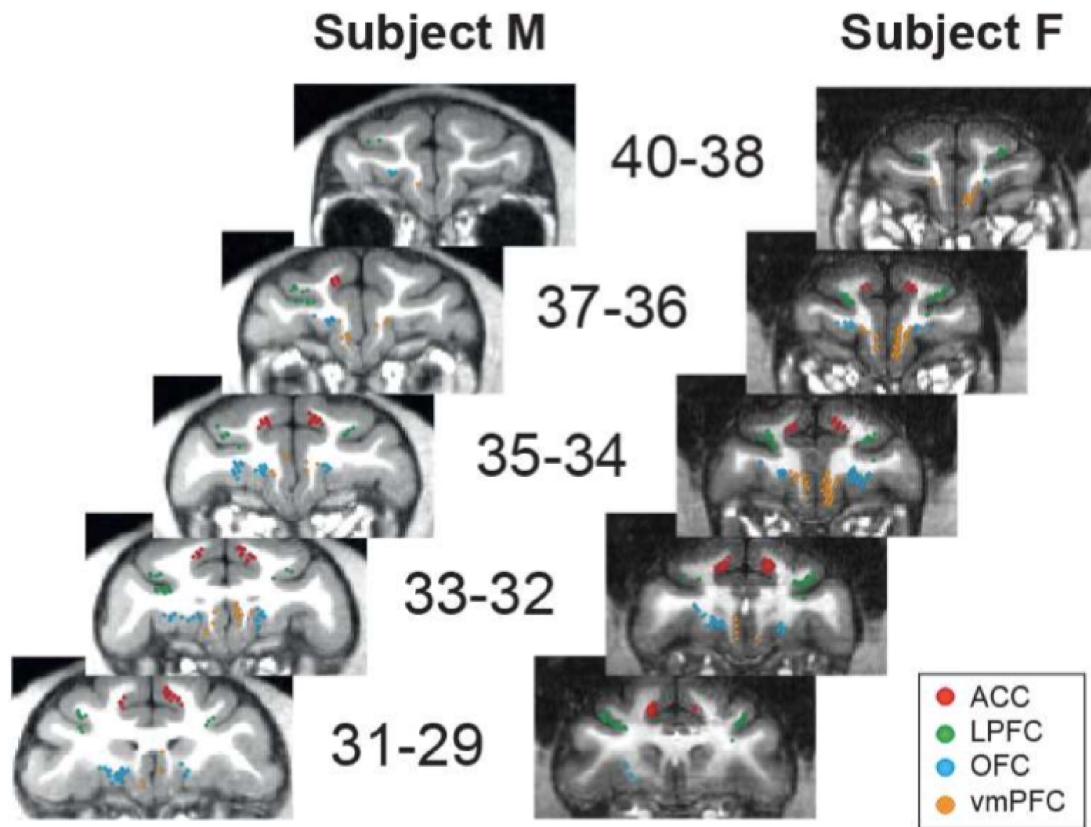 Subject M
Subject F
40-38
37-36
35-34
33-32
31-29
ACC
LPFC
OFC
vmPFC